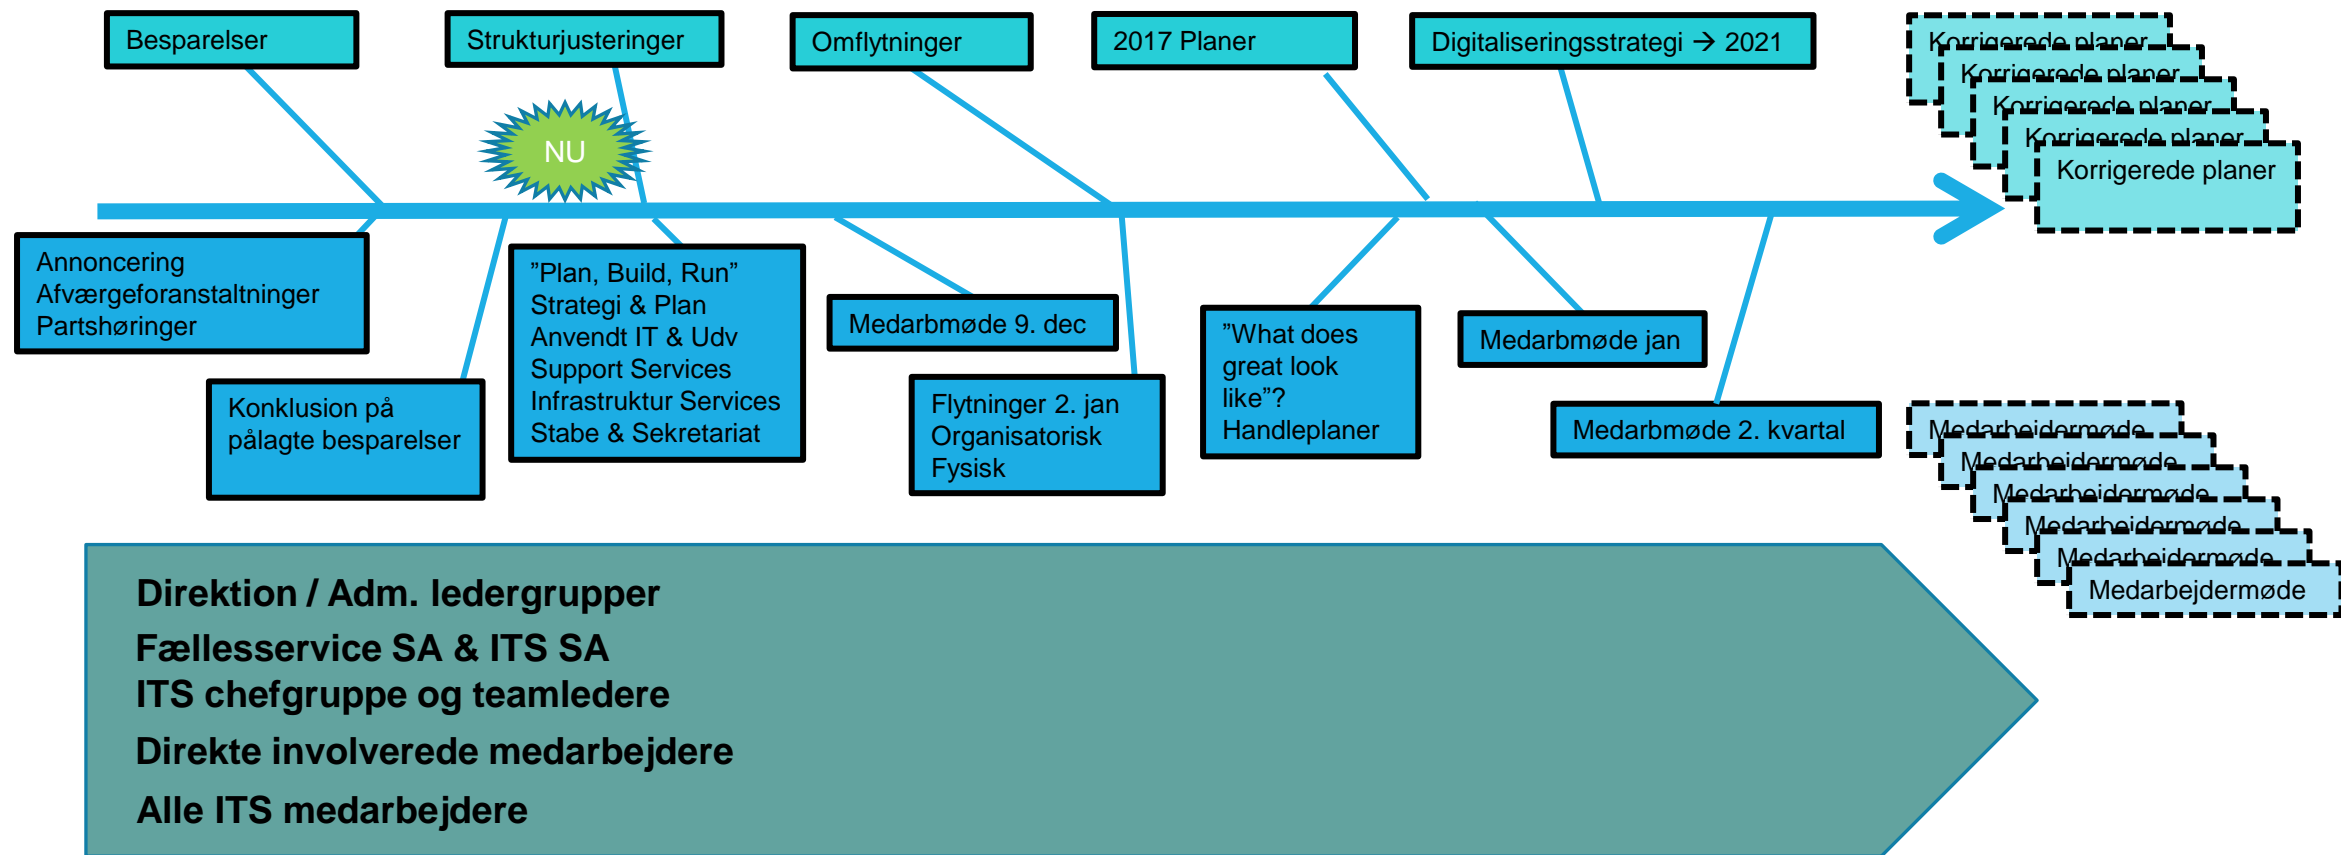 Besparelser
Strukturjusteringer
Omflytninger
2017 Planer
Digitaliseringsstrategi → 2021
Korrigerede planer
Korrigerede planer
Korrigerede planer
Korrigerede planer
Korrigerede planer
NU
Annoncering
Afværgeforanstaltninger
Partshøringer
Konklusion på
pålagte besparelser
”Plan, Build, Run”
Strategi & Plan
Anvendt IT & Udv
Support Services
Infrastruktur Services
Stabe & Sekretariat
Medarbmøde 9. dec
Flytninger 2. jan
Organisatorisk
Fysisk
”What does
great look
like”?
Handleplaner
Medarbmøde jan
Medarbmøde 2. kvartal
Medarbejdermøde
Medarbejdermøde
Medarbejdermøde
Medarbejdermøde
Medarbejdermøde
Medarbejdermøde
Direktion / Adm. ledergrupper
Fællesservice SA & ITS SA
ITS chefgruppe og teamledere
Direkte involverede medarbejdere
Alle ITS medarbejdere